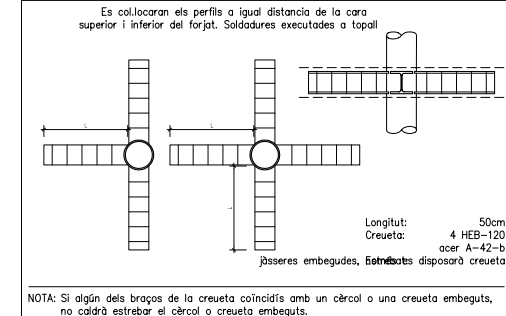 Es col.locaran els perfils a igual distancia de la cara
superior i inferior del forjat. Soldadures executades a topall
L
L
L
Longitut: 50cm
Creueta: 4 HEB-120
acer A-42-b
jàsseres embegudes, disposarà creueta
NOTA: Si algún dels braços de la creueta coïncidís amb un cèrcol o una creueta embeguts,
no caldrà estrebar el cèrcol o creueta embeguts.